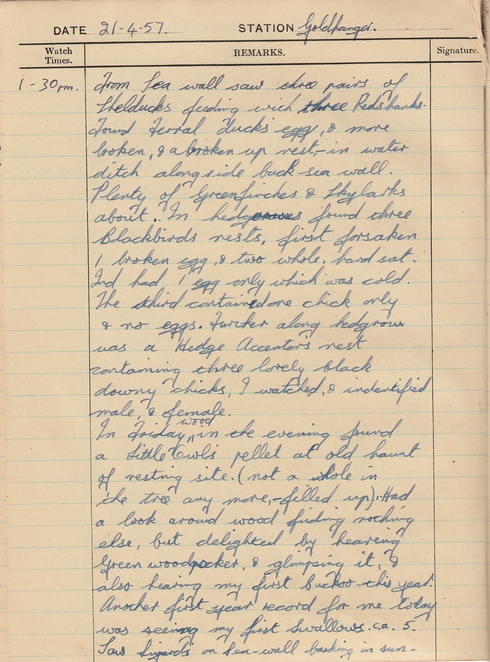 DATE 21-4-57. STATION Goldhanger.
Watch Times. REMARKS. Signature.
1-30pm. From Sea wall saw three pairs of
Shelducks feeding with three Redshanks.
Found Ferral ducks egg, & more
broken, & a broken up nest, in water
ditch alongside back sea wall.
Plenty of Greenfinches & Skylarks
about. In hedgerows found three
Blackbirds nests, first forsaken
1 broken egg, & two whole, hard sat.
2nd had 1 egg only which was cold.
The third contained one chick only
& no eggs. Further along hedgrow
was a Hedge Accentors nest
containing three lovely black
downy chicks, I watched, & indentified
male, & female.
In Friday wood, in the evening found
a Little Owl's pellet at old haunt
of resting site. (not a whole in
the tree any more, -filled up). Had
a look around wood finding nothing
else, but delighted by hearing
Green woodpecker, & glimpsing it, &
also hearing my first Cuckoo this year.
Another first year record for me today
was seeing my first Swallows. ca. 5.
Saw lizards on Sea-wall basking in sun.-